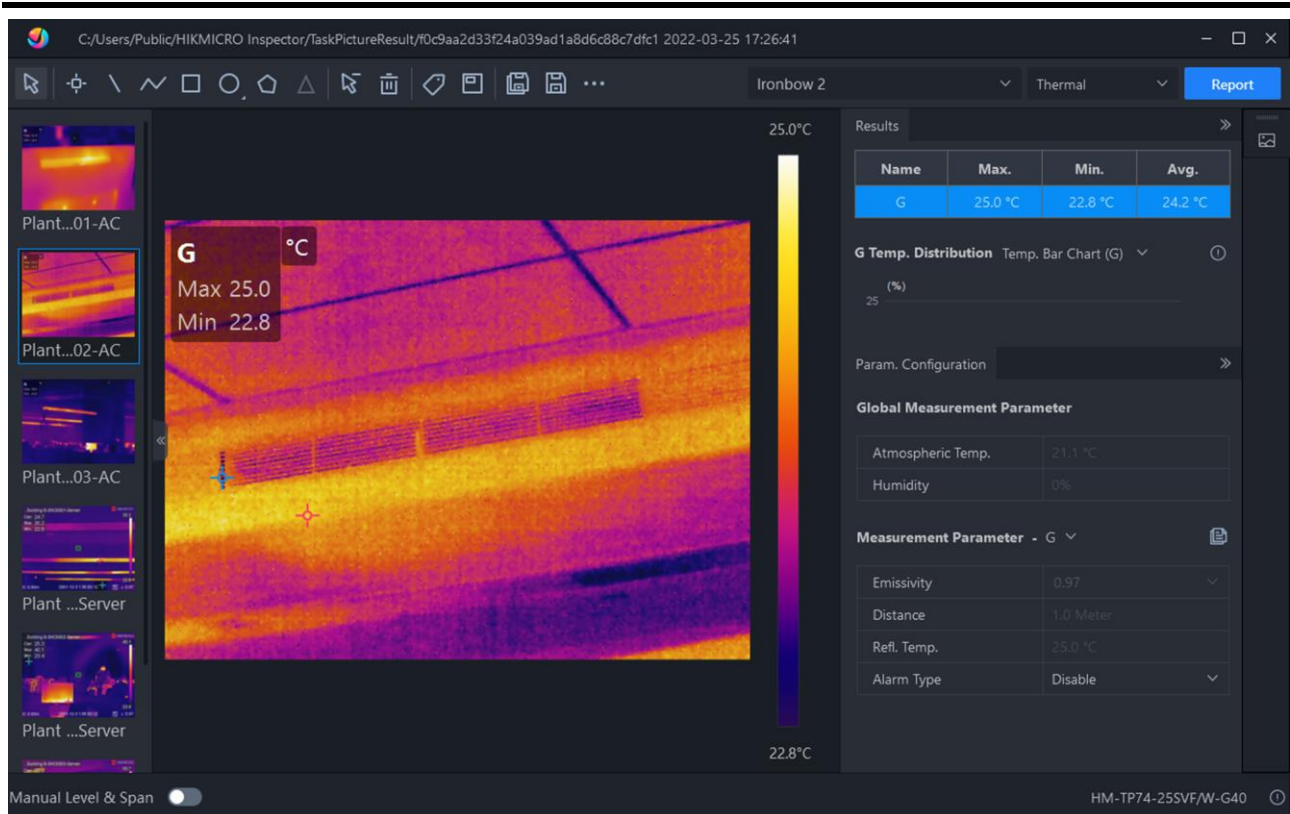 C:/Users/Public/HIKMICRO Inspector/TaskPictureResult/f0c9aa2d33f24a039ad1a8d6c88c7dfc1 2022-03-25 17:26:41
Ironbow 2
Thermal
Report
Plant...01-AC
Plant...02-AC
Plant...03-AC
Plant ...Server
Plant ...Server
G
°C
Max 25.0
Min 22.8
25.0°C
22.8°C
Results
Name Max. Min. Avg.
G 25.0 °C 22.8 °C 24.2 °C
G Temp. Distribution Temp. Bar Chart (G)
(%)
25
Param. Configuration
Global Measurement Parameter
Atmospheric Temp. 21.1 °C
Humidity 0%
Measurement Parameter - G
Emissivity 0.97
Distance 1.0 Meter
Refl. Temp. 25.0 °C
Alarm Type Disable
Manual Level & Span
HM-TP74-25SVF/W-G40